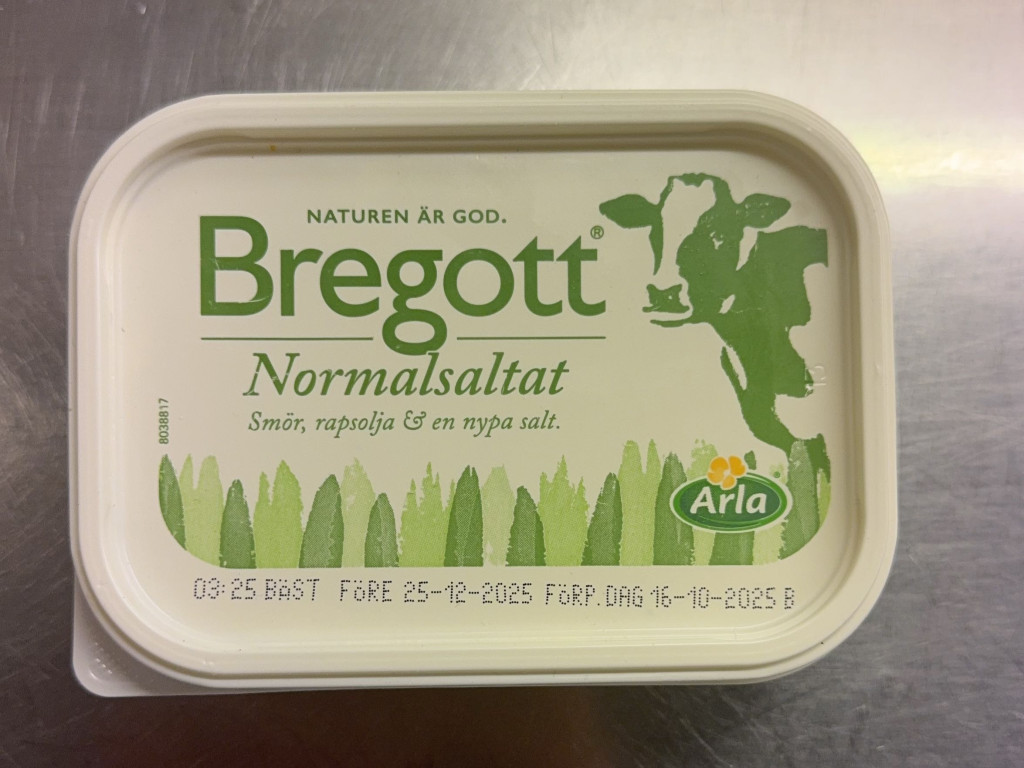 NATUREN ÄR GOD.
Bregott®
Normalsaltat
Smör, rapsolja & en nypa salt.
8038817
Arla
03:25 BÄST FÖRE 25-12-2025 FÖRP.DAG 16-10-2025 B